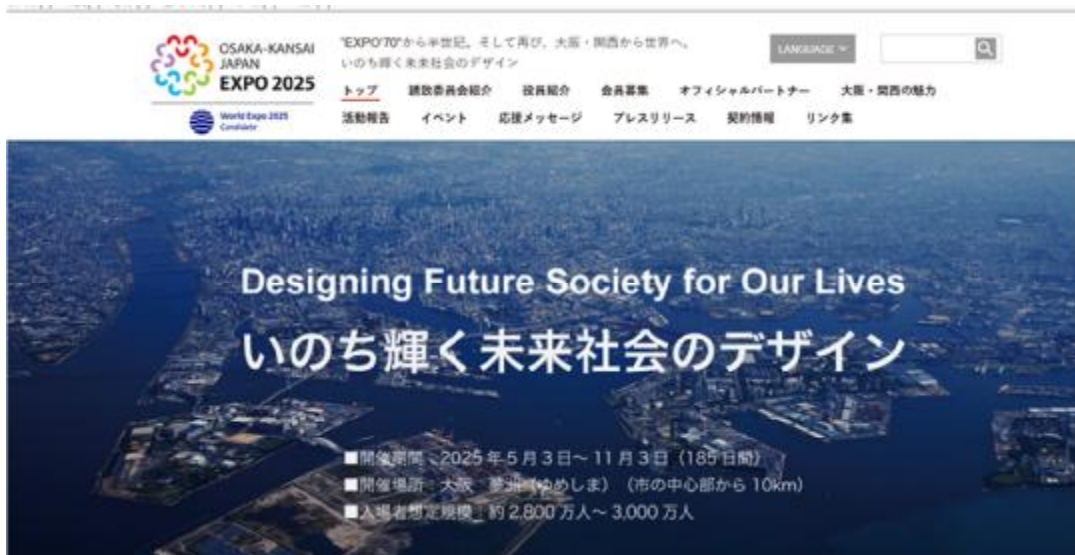 OSAKA-KANSAI
JAPAN
EXPO 2025
World Expo 2025
Candidate
"EXPO'70"から半世紀。そして再び、大阪・関西から世界へ。
いのち輝く未来社会のデザイン
LANGUAGE
トップ 誘致委員会紹介 役員紹介 会員募集 オフィシャルパートナー 大阪・関西の魅力
活動報告 イベント 応援メッセージ プレスリリース 契約情報 リンク集
Designing Future Society for Our Lives
いのち輝く未来社会のデザイン
■開催期間：2025年5月3日～11月3日（185日間）
■開催場所：大阪 夢洲（ゆめしま）（市の中心部から10km）
■入場者想定規模：約2,800万人～3,000万人